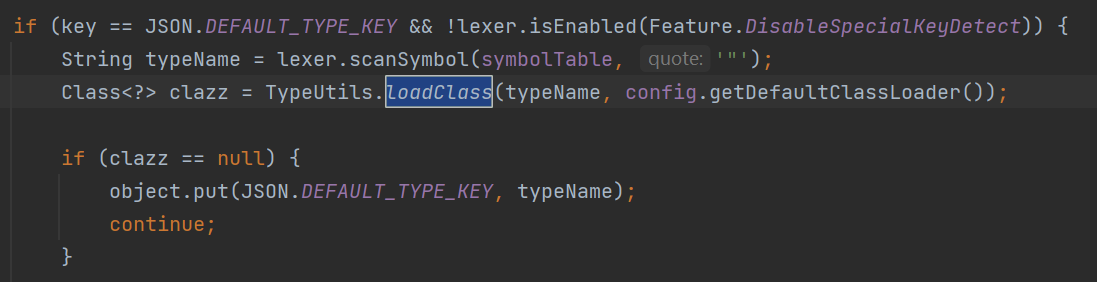 if (key == JSON.DEFAULT_TYPE_KEY && !lexer.isEnabled(Feature.DisableSpecialKeyDetect)) {
String typeName = lexer.scanSymbol(symbolTable, quote: '"');
Class<?> clazz = TypeUtils.loadClass(typeName, config.getDefaultClassLoader());
if (clazz == null) {
object.put(JSON.DEFAULT_TYPE_KEY, typeName);
continue;
}